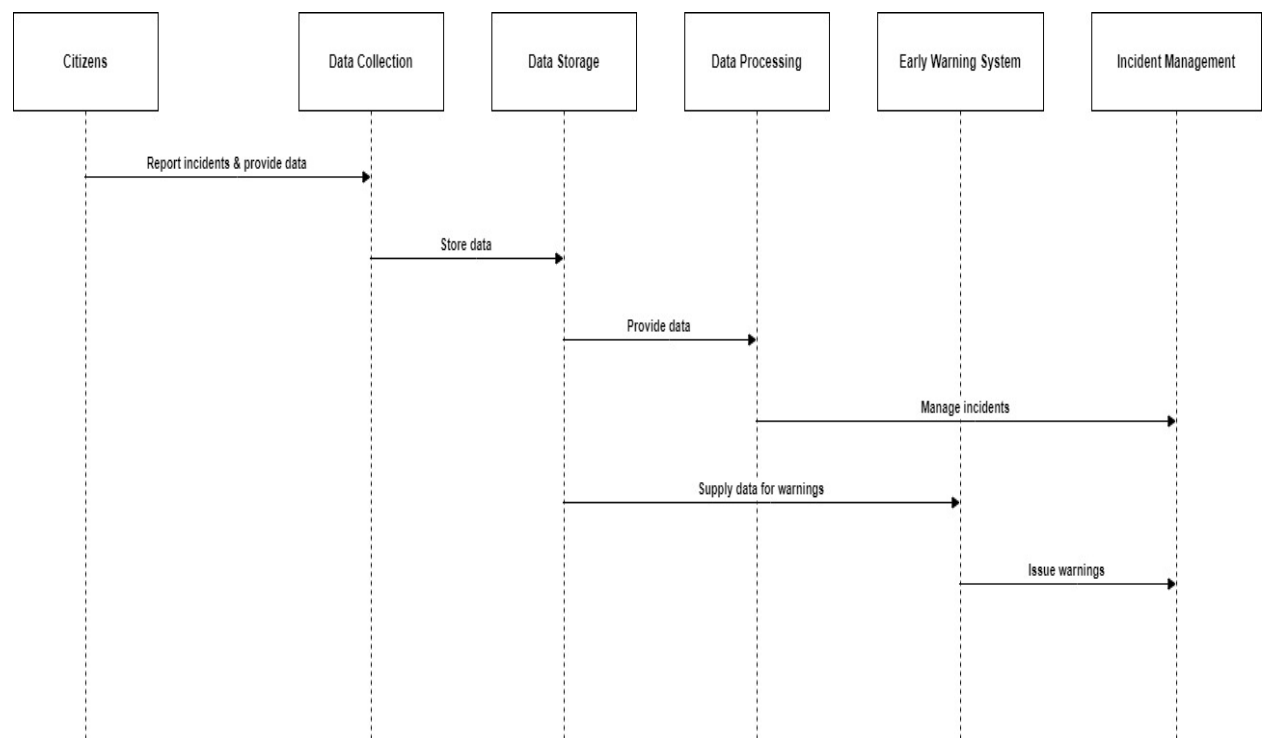 Citizens
Data Collection
Data Storage
Data Processing
Early Warning System
Incident Management
Report incidents & provide data
Store data
Provide data
Manage incidents
Supply data for warnings
Issue warnings